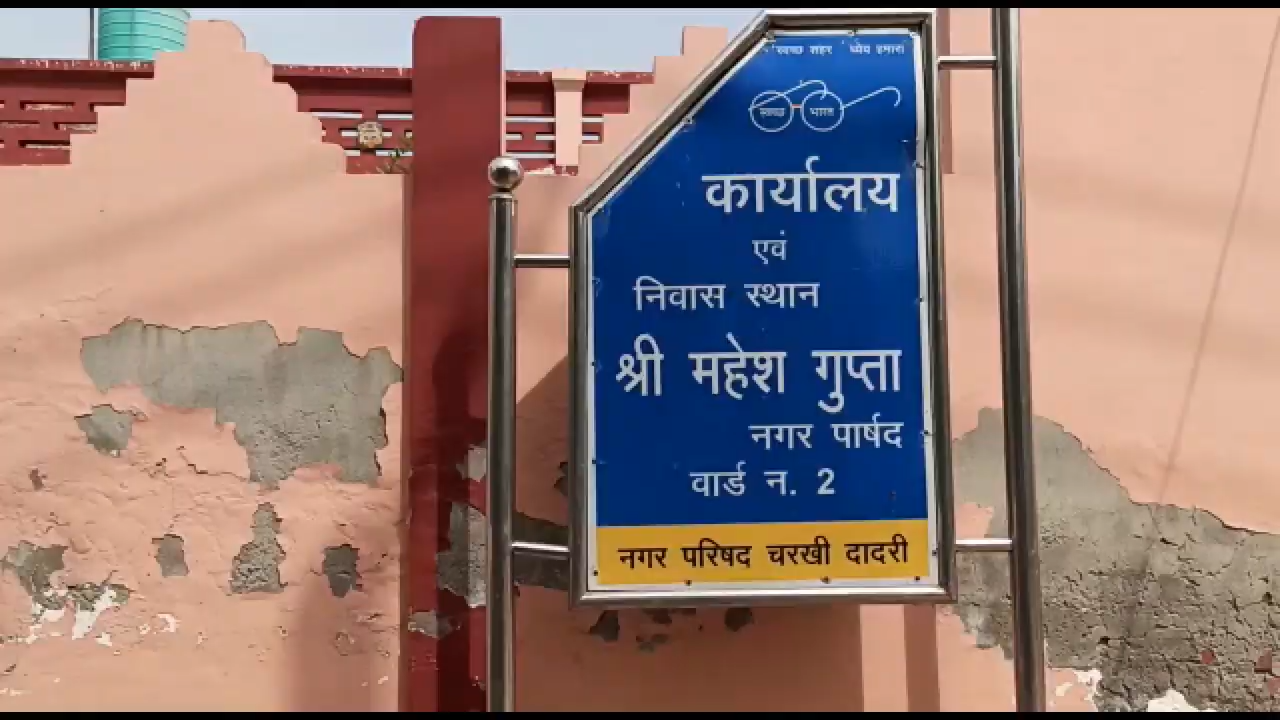 स्वच्छ शहर ध्येय हमारा
स्वच्छ भारत
कार्यालय
एवं
निवास स्थान
श्री महेश गुप्ता
नगर पार्षद
वार्ड न. 2
नगर परिषद चरखी दादरी